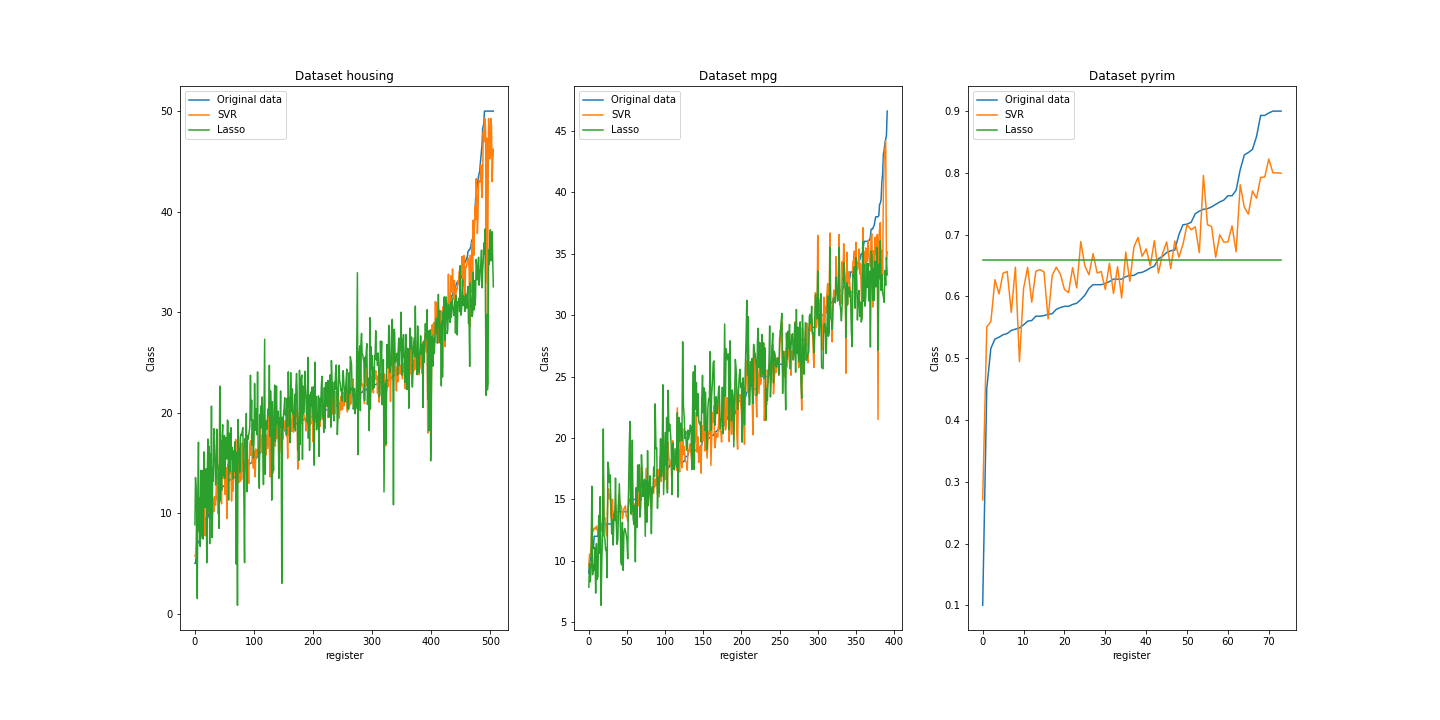 Dataset housing
Original data
SVR
Lasso
50
40
30
20
10
0
Class
0 100 200 300 400 500
register
Dataset mpg
Original data
SVR
Lasso
45
40
35
30
25
20
15
10
5
Class
0 50 100 150 200 250 300 350 400
register
Dataset pyrim
Original data
SVR
Lasso
0.9
0.8
0.7
0.6
0.5
0.4
0.3
0.2
0.1
Class
0 10 20 30 40 50 60 70
register